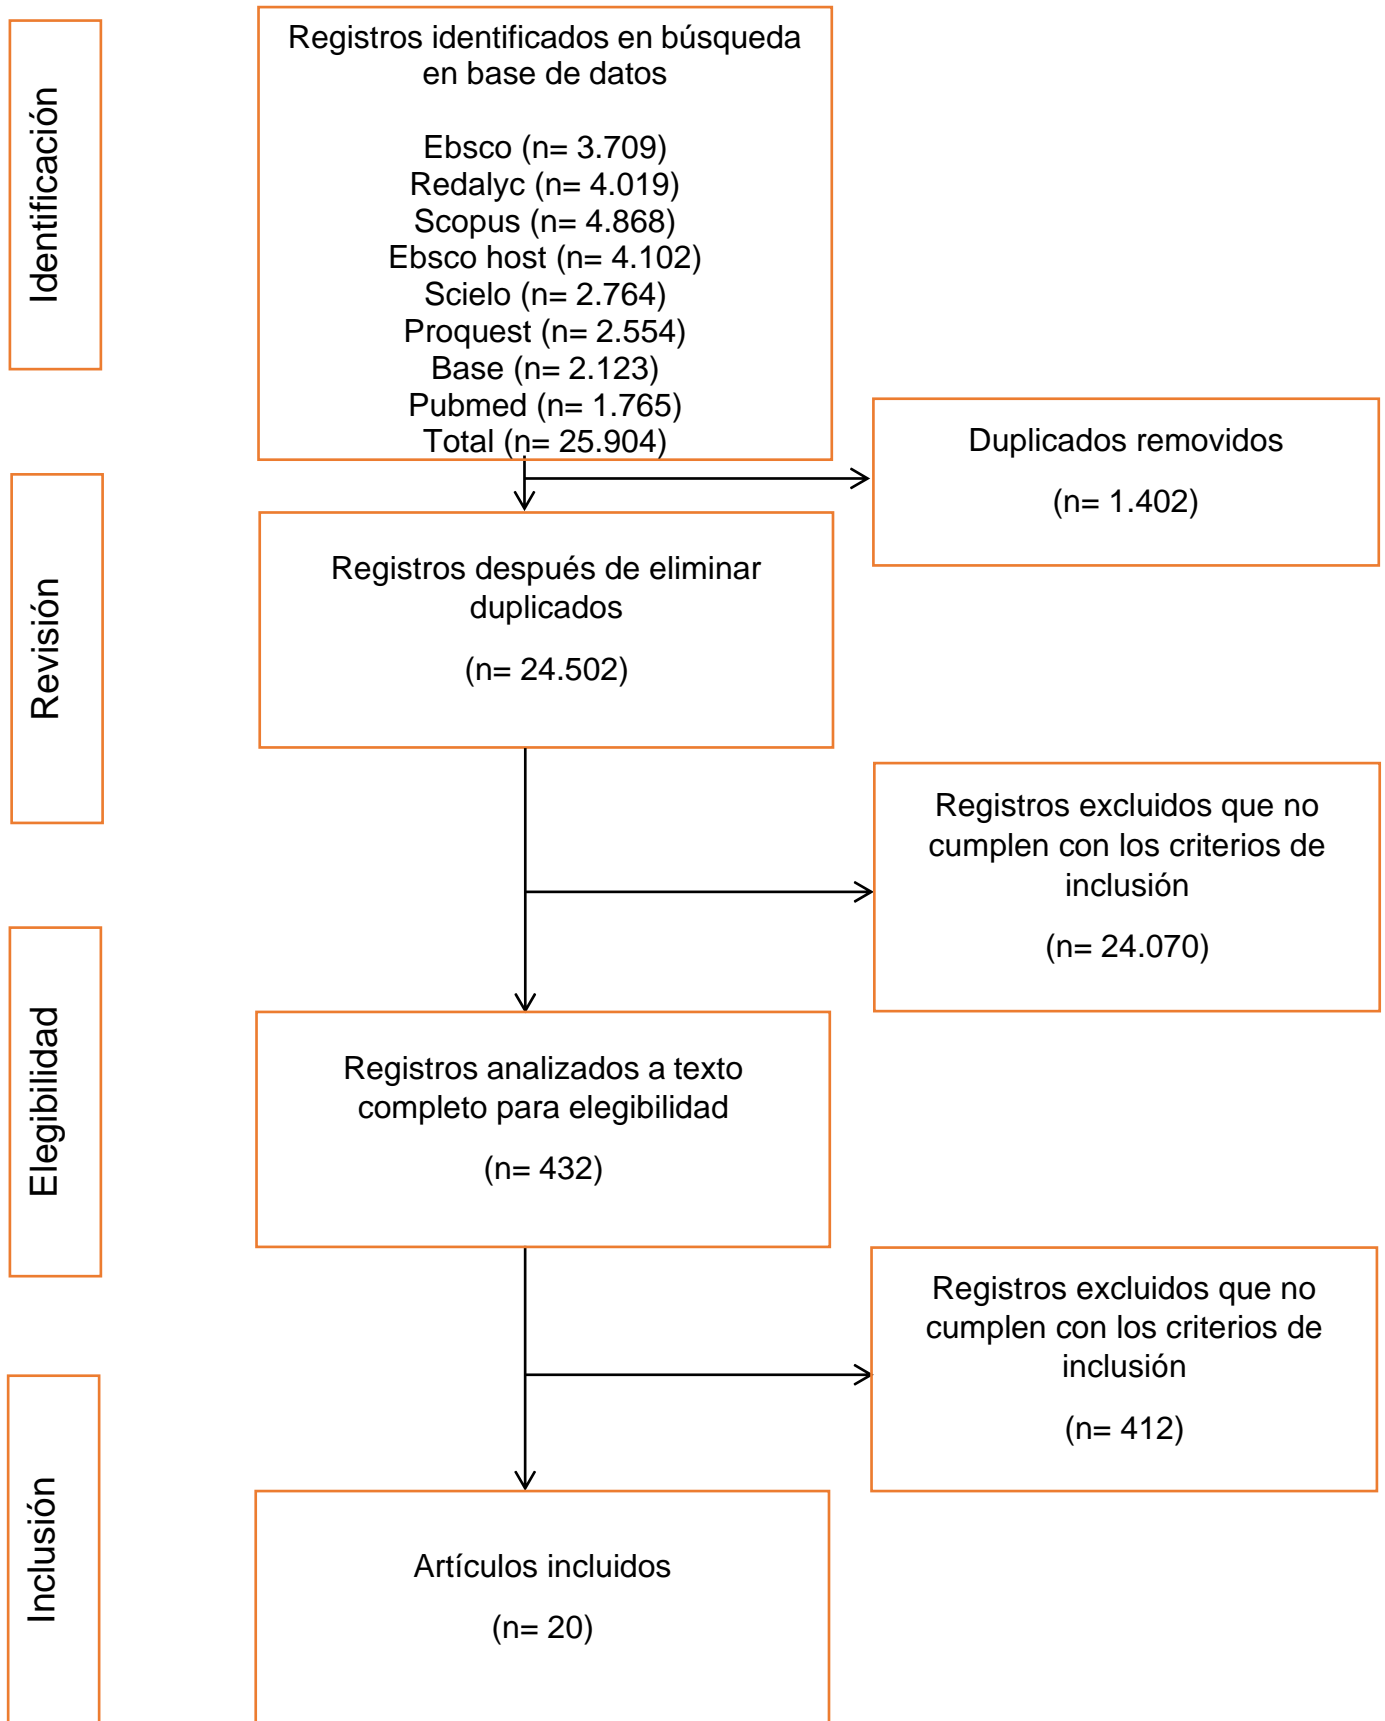 Identificación
Registros identificados en búsqueda
en base de datos
Ebsco (n= 3.709)
Redalyc (n= 4.019)
Scopus (n= 4.868)
Ebsco host (n= 4.102)
Scielo (n= 2.764)
Proquest (n= 2.554)
Base (n= 2.123)
Pubmed (n= 1.765)
Total (n= 25.904)
Duplicados removidos
(n= 1.402)
Revisión
Registros después de eliminar
duplicados
(n= 24.502)
Registros excluidos que no
cumplen con los criterios de
inclusión
(n= 24.070)
Elegibilidad
Registros analizados a texto
completo para elegibilidad
(n= 432)
Registros excluidos que no
cumplen con los criterios de
inclusión
(n= 412)
Inclusión
Artículos incluidos
(n= 20)